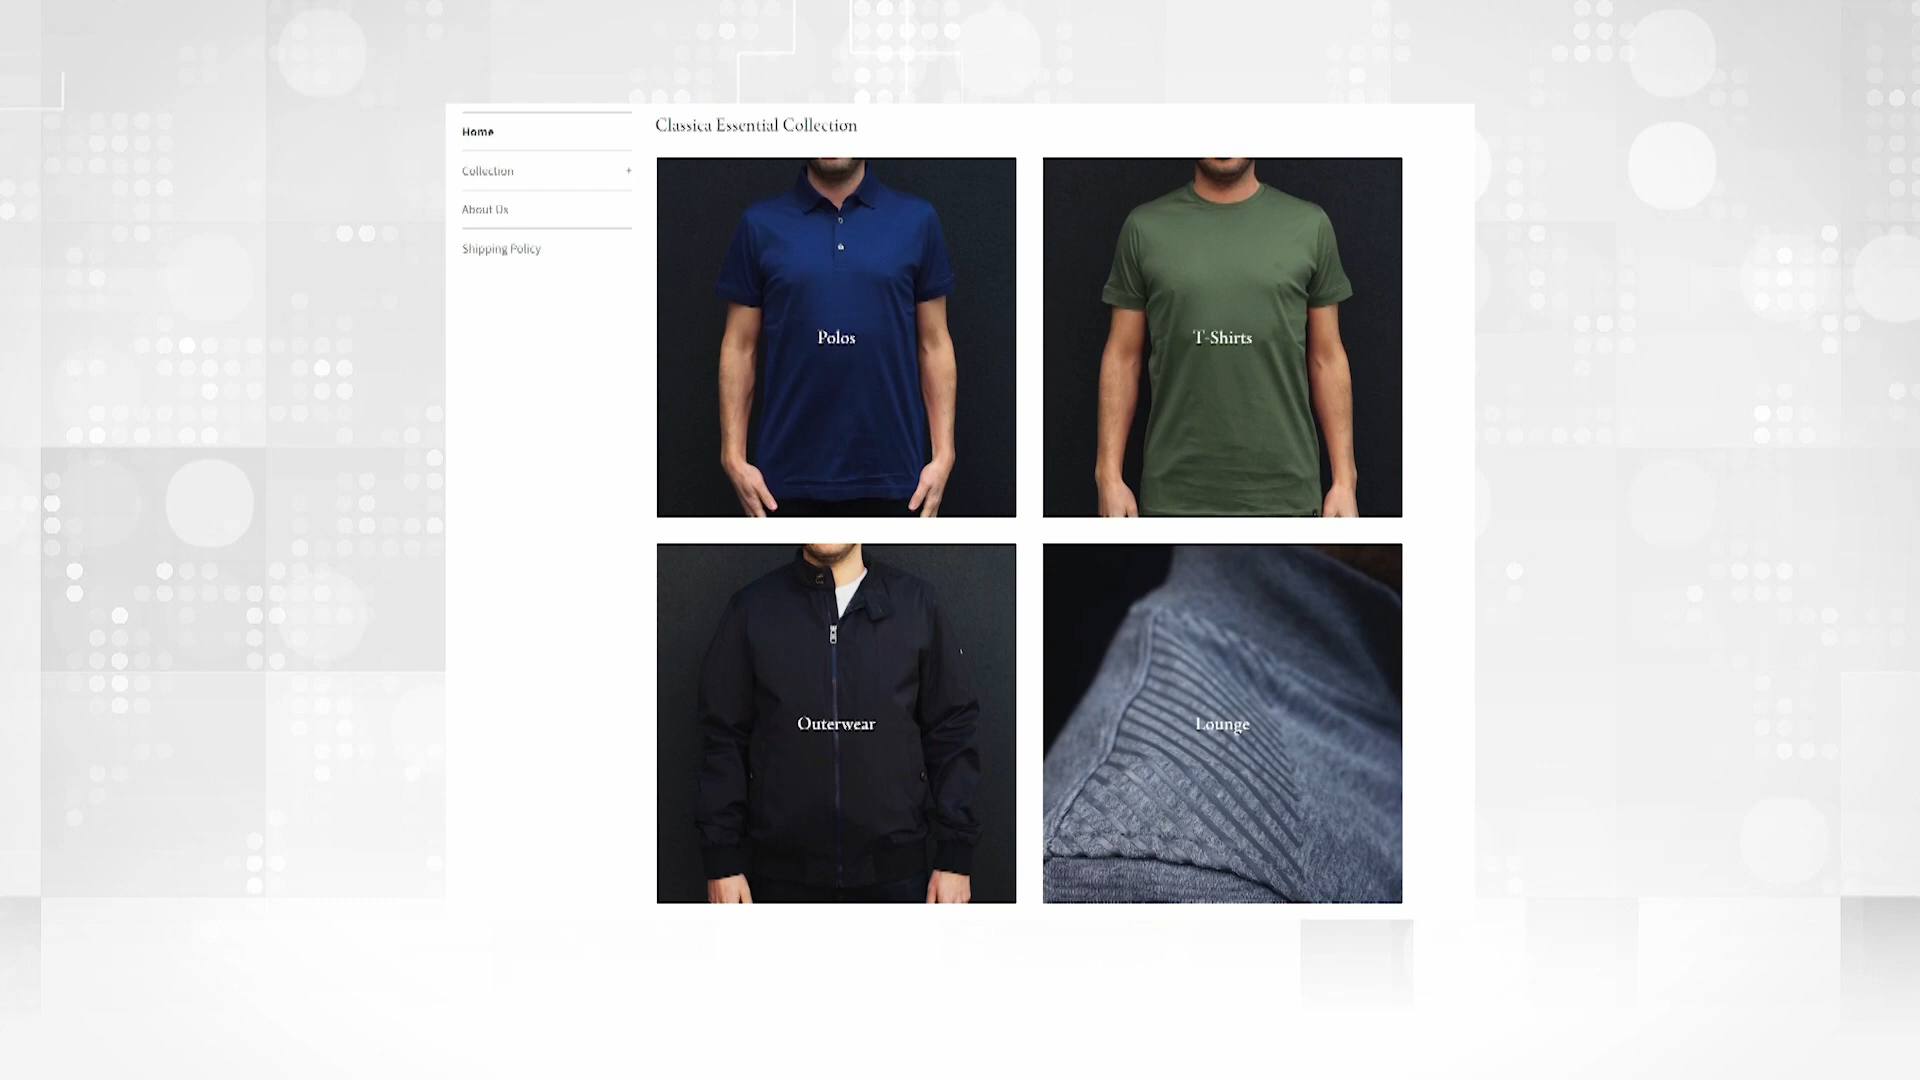 Home
Collection +
About Us
Shipping Policy
Classica Essential Collection
Polos
T-Shirts
Outerwear
Lounge